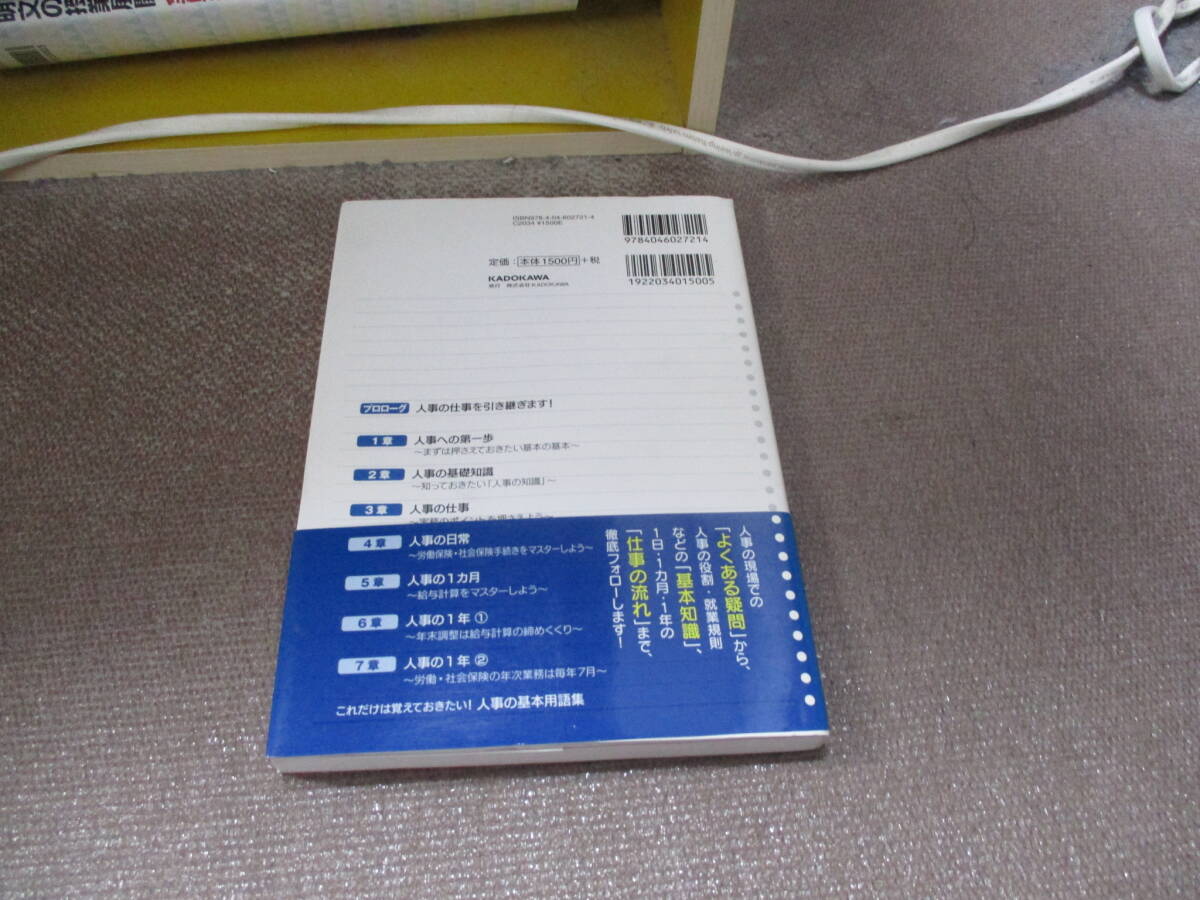 ISBN978-4-04-602721-4
C2034 ¥1500E
9784046027214
定価：本体1500円＋税
1922034015005
KADOKAWA
発行　株式会社KADOKAWA
プロローグ　人事の仕事を引き継ぎます！
1章　人事への第一歩
～まずは押さえておきたい基本の基本～
2章　人事の基礎知識
～知っておきたい「人事の知識」～
3章　人事の仕事
～実務のポイントを押さえよう～
4章　人事の日常
～労働保険・社会保険手続きをマスターしよう～
5章　人事の1カ月
～給与計算をマスターしよう～
6章　人事の1年 ①
～年末調整は給与計算の締めくくり～
7章　人事の1年 ②
～労働・社会保険の年次業務は毎年7月～
これだけは覚えておきたい！ 人事の基本用語集
人事の現場での
「よくある疑問」から、
人事の役割・就業規則
などの「基本知識」、
1日・1カ月・1年の
「仕事の流れ」まで、
徹底フォローします！